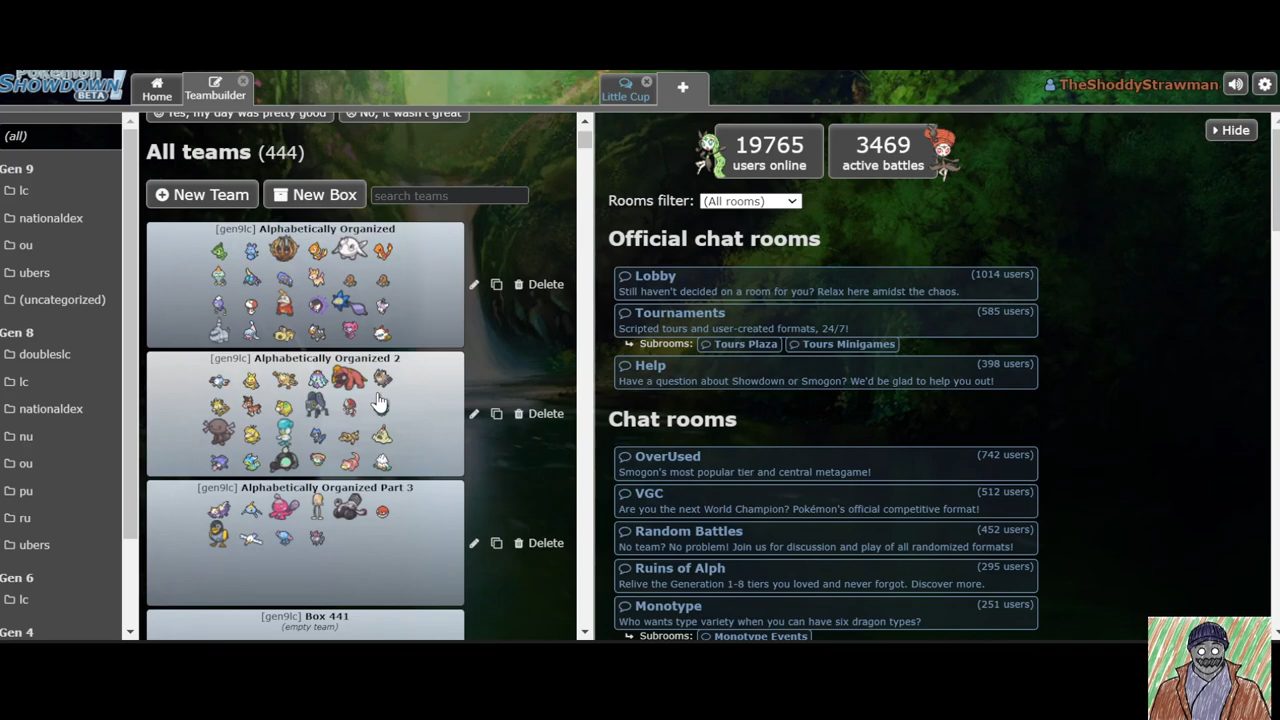 Pokémon
SHOWDOWN!
BETA
Home
Teambuilder
Little Cup
TheShoddyStrawman
(all)
Gen 9
lc
nationaldex
ou
ubers
(uncategorized)
Gen 8
doubleslc
lc
nationaldex
nu
ou
pu
ru
ubers
Gen 6
lc
Gen 4
Yes, my day was pretty good
No, it wasn't great
All teams (444)
New Team
New Box
search teams
[gen9lc] Alphabetically Organized
Delete
[gen9lc] Alphabetically Organized 2
Delete
[gen9lc] Alphabetically Organized Part 3
Delete
[gen9lc] Box 441
(empty team)
19765
users online
3469
active battles
Hide
Rooms filter: (All rooms)
Official chat rooms
Lobby (1014 users)
Still haven't decided on a room for you? Relax here amidst the chaos.
Tournaments (585 users)
Scripted tours and user-created formats, 24/7!
Subrooms: Tours Plaza Tours Minigames
Help (398 users)
Have a question about Showdown or Smogon? We'd be glad to help you out!
Chat rooms
OverUsed (742 users)
Smogon's most popular tier and central metagame!
VGC (512 users)
Are you the next World Champion? Pokémon's official competitive format!
Random Battles (452 users)
No team? No problem! Join us for discussion and play of all randomized formats!
Ruins of Alph (295 users)
Relive the Generation 1-8 tiers you loved and never forgot. Discover more.
Monotype (251 users)
Who wants type variety when you can have six dragon types?
Subrooms: Monotype Events